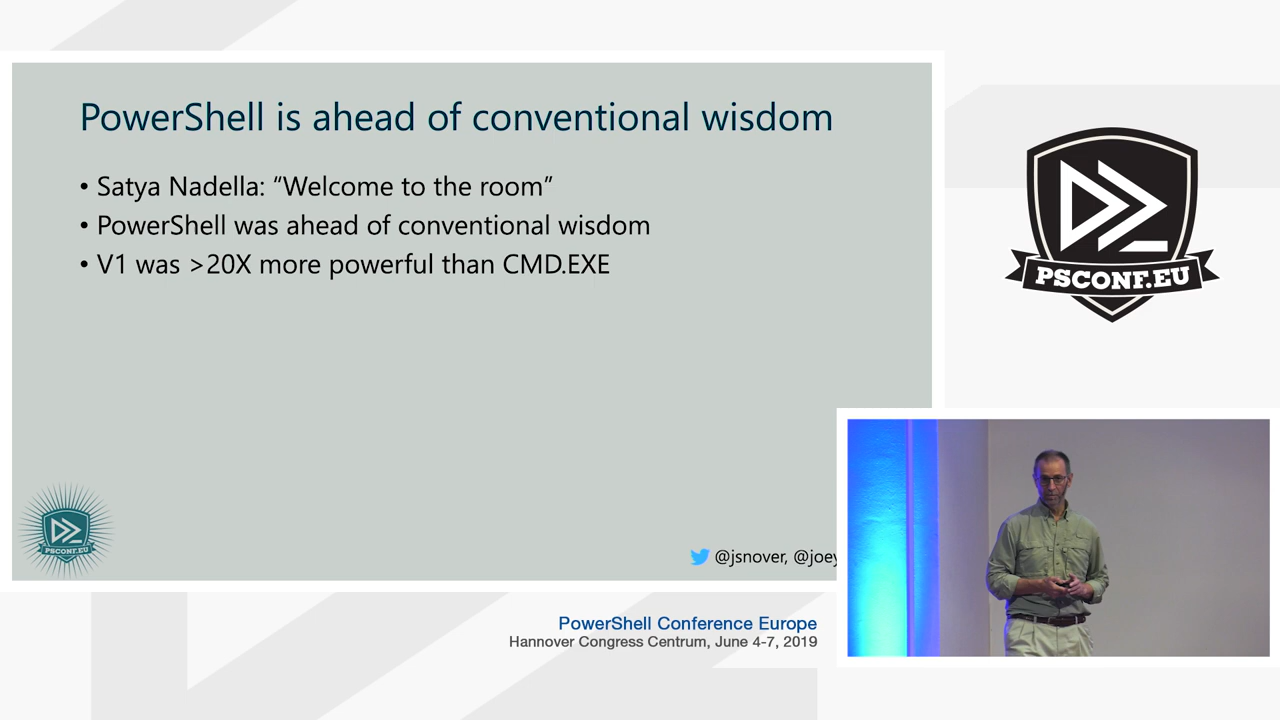 PowerShell is ahead of conventional wisdom
• Satya Nadella: “Welcome to the room”
• PowerShell was ahead of conventional wisdom
• V1 was >20X more powerful than CMD.EXE
PSCONF.EU
PSCONF.EU
@jsnover, @joey
PowerShell Conference Europe
Hannover Congress Centrum, June 4-7, 2019